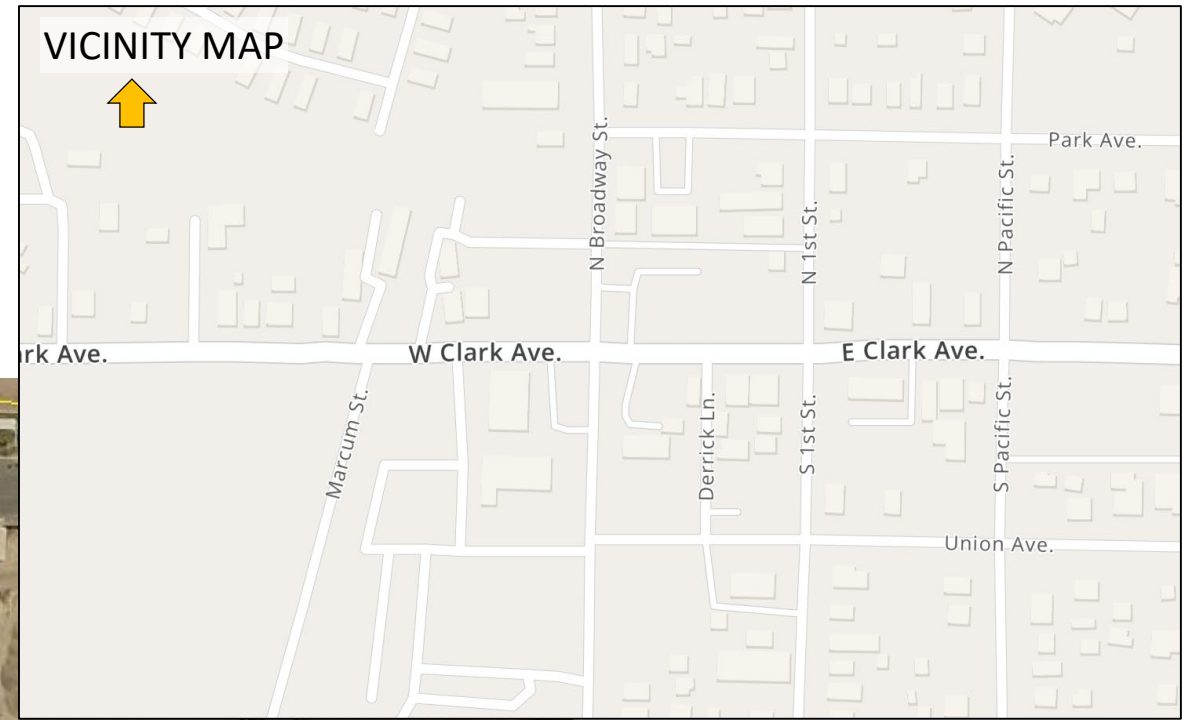 VICINITY MAP
N Broadway St.
Park Ave.
N Pacific St.
N 1st St.
rk Ave.
W Clark Ave.
E Clark Ave.
Marcum St.
Derrick Ln.
S 1st St.
S Pacific St.
Union Ave.